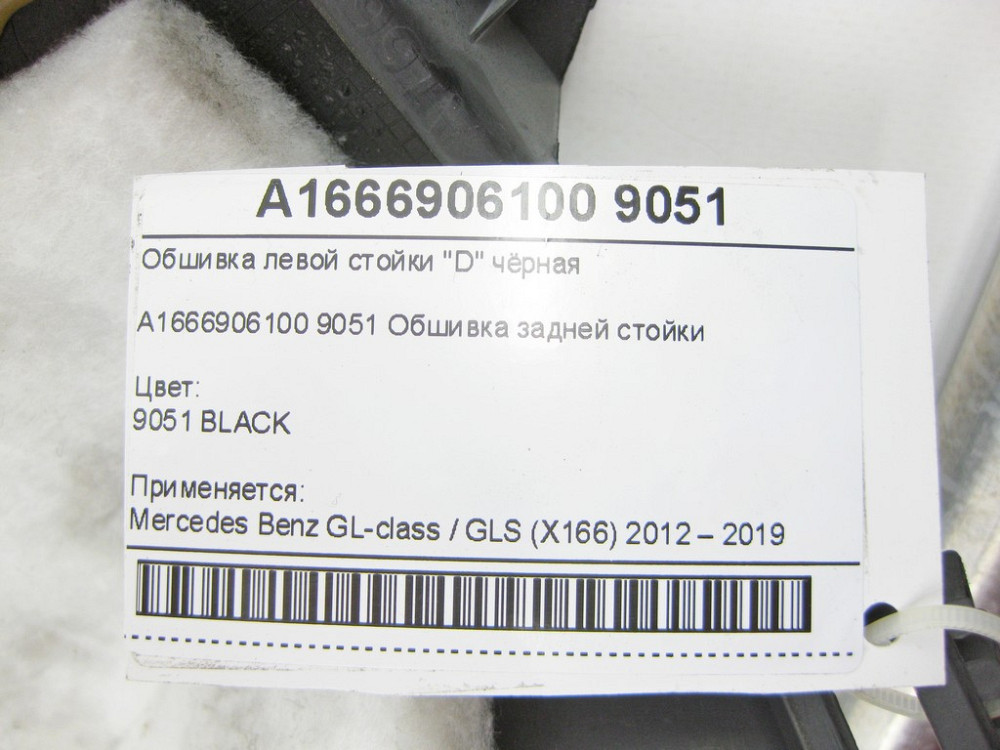 A1666906100 9051
Обшивка левой стойки "D" чёрная
A1666906100 9051 Обшивка задней стойки
Цвет:
9051 BLACK
Применяется:
Mercedes Benz GL-class / GLS (X166) 2012 – 2019